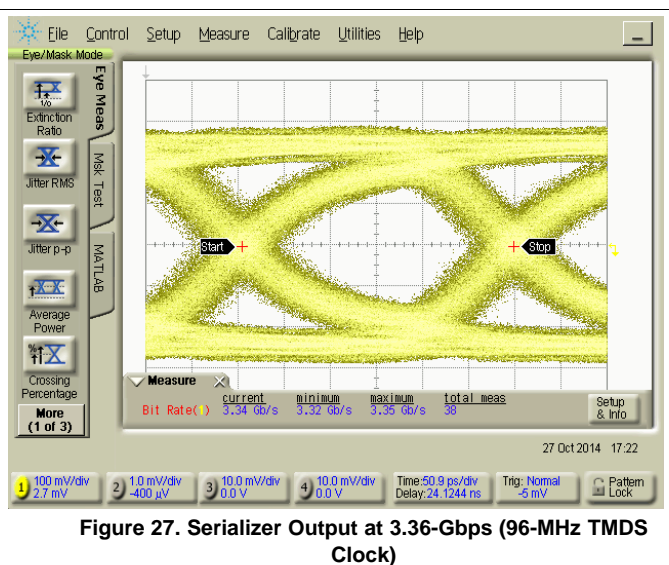 File Control Setup Measure Calibrate Utilities Help
Eye/Mask Mode
Extinction
Ratio
Jitter RMS
Jitter p-p
Average
Power
Crossing
Percentage
More
(1 of 3)
Eye Meas
Msk Test
MATLAB
Start
Stop
Measure
current minimum maximum total meas
Bit Rate(1) 3.34 Gb/s 3.32 Gb/s 3.35 Gb/s 38
Setup
& Info
27 Oct 2014 17:22
1 100 mV/div
2.7 mV
2 1.0 mV/div
-400 µV
3 10.0 mV/div
0.0 V
4 10.0 mV/div
0.0 V
Time:50.9 ps/div
Delay:24.1244 ns
Trig: Normal
-5 mV
Pattern
Lock
Figure 27. Serializer Output at 3.36-Gbps (96-MHz TMDS
Clock)